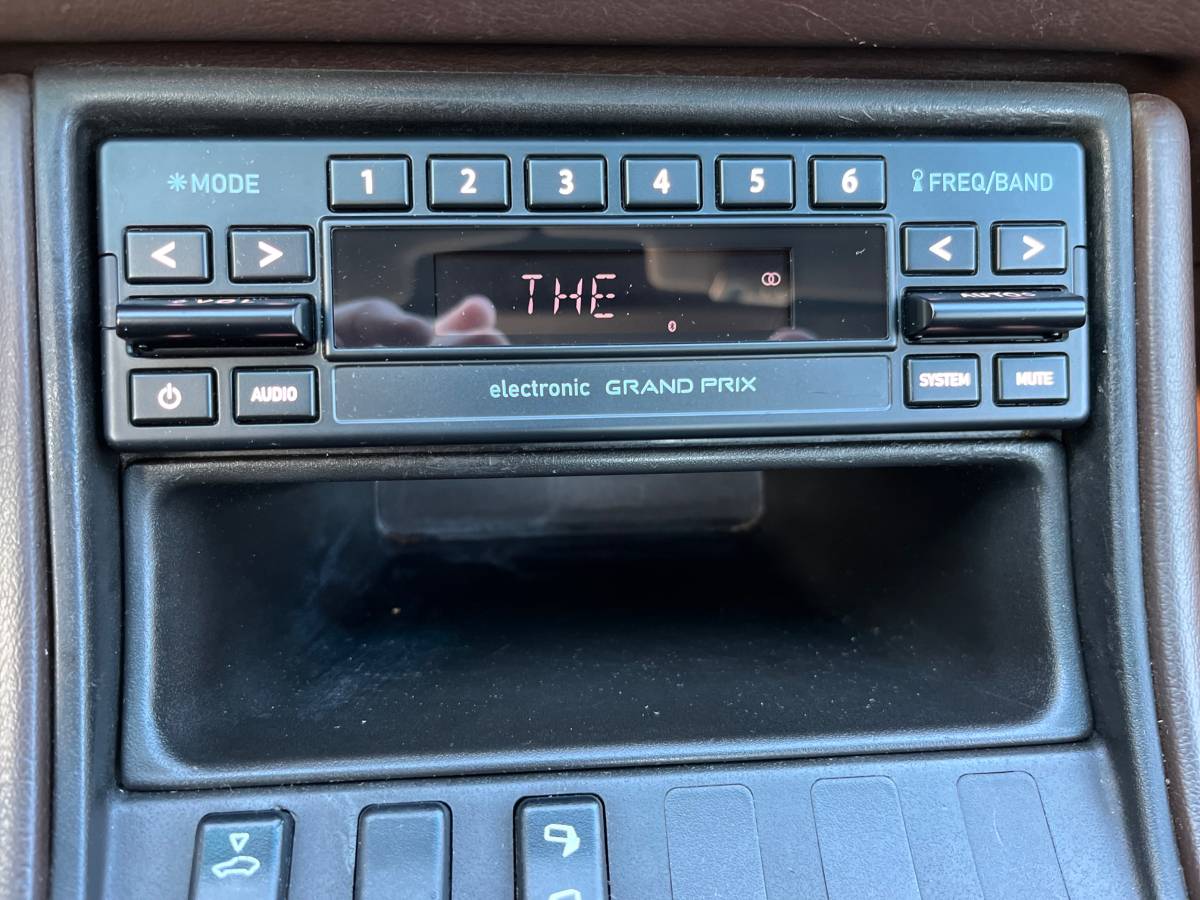 1 2 3 4 5 6
MODE
FREQ/BAND
< >
< >
THE
AUDIO
electronic GRAND PRIX
SYSTEM MUTE